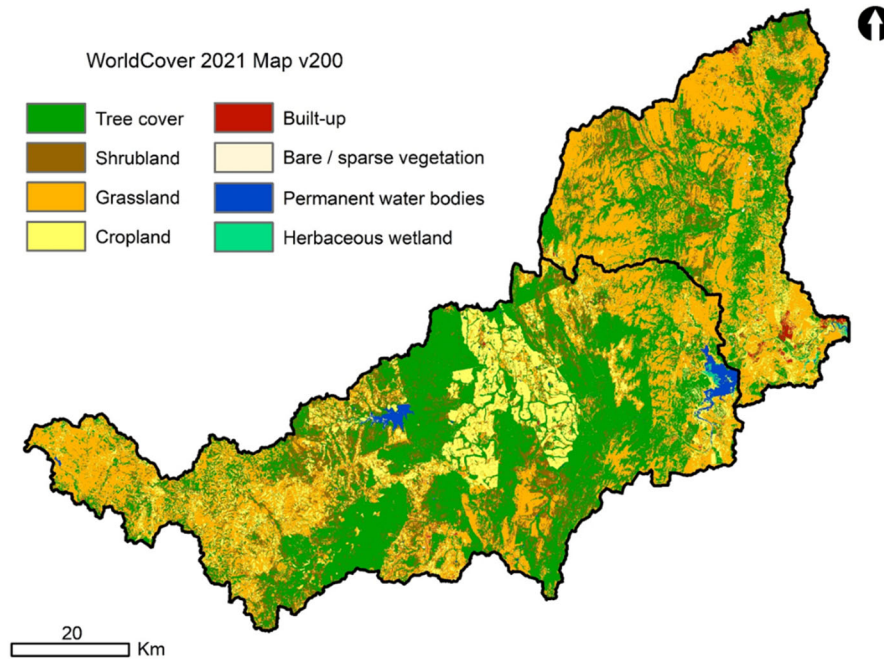 WorldCover 2021 Map v200
Tree cover
Built-up
Shrubland
Bare / sparse vegetation
Grassland
Permanent water bodies
Cropland
Herbaceous wetland
20
Km